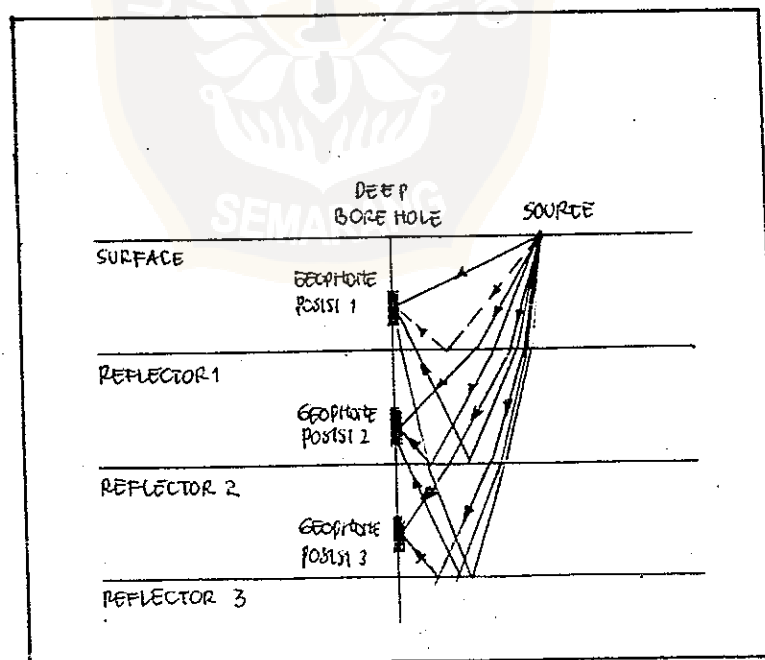 SEMARANG
DEEP
BORE HOLE
SOURCE
SURFACE
GEOPHONE
POSISI 1
REFLECTOR 1
GEOPHONE
POSISI 2
REFLECTOR 2
GEOPHONE
POSISI 3
REFLECTOR 3